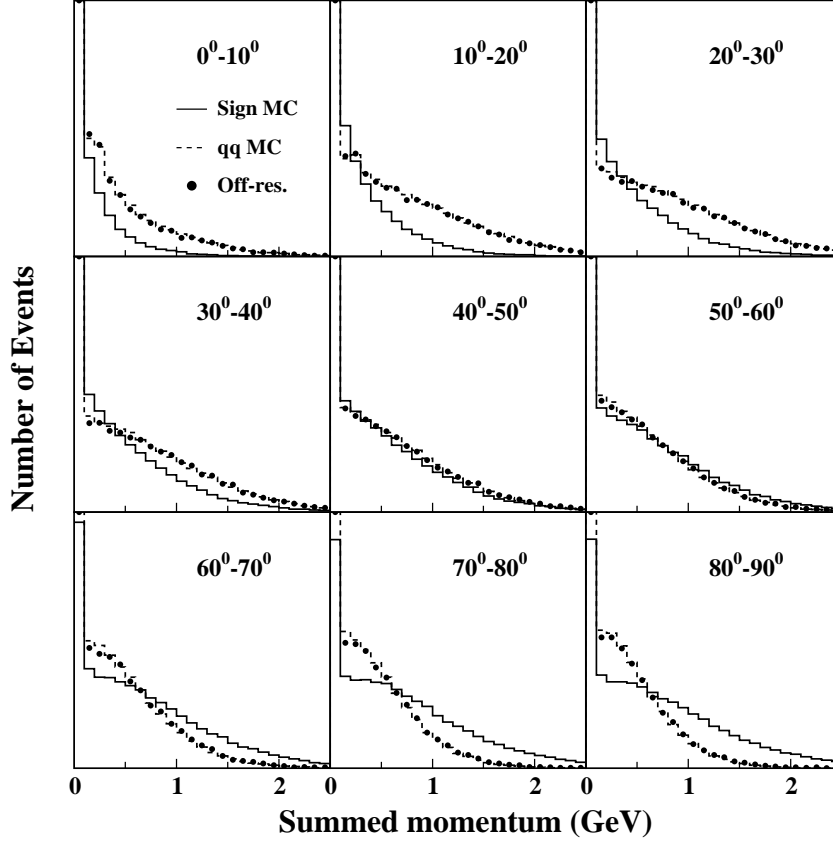 0⁰-10⁰
10⁰-20⁰
20⁰-30⁰
Sign MC
qq MC
Off-res.
30⁰-40⁰
40⁰-50⁰
50⁰-60⁰
60⁰-70⁰
70⁰-80⁰
80⁰-90⁰
Number of Events
0 1 2 0 1 2 0 1 2
Summed momentum (GeV)